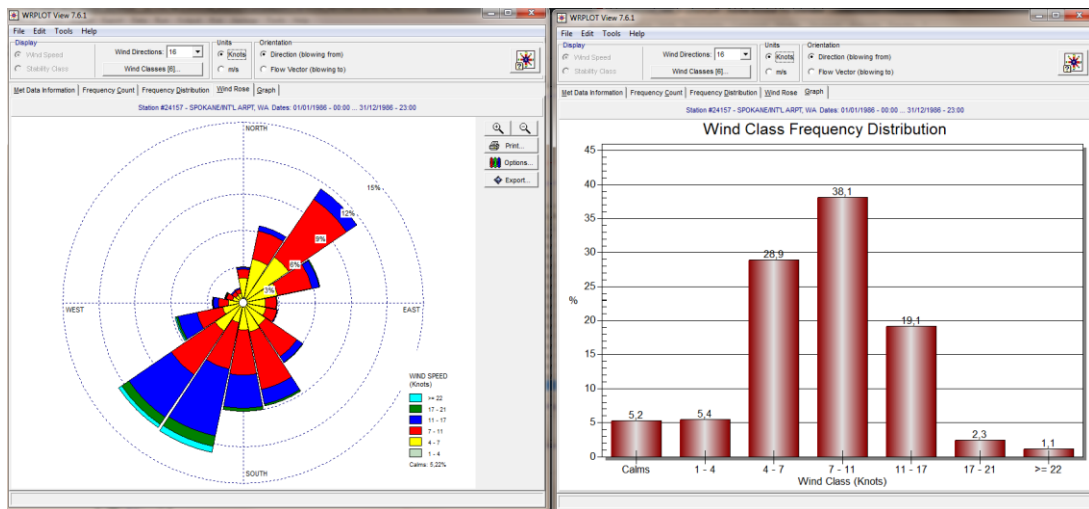 WRPLOT View 7.6.1
File Edit Tools Help
Display
Wind Speed
Stability Class
Wind Directions: 16
Wind Classes [6]...
Units
Knots
m/s
Orientation
Direction (blowing from)
Flow Vector (blowing to)
Met Data Information Frequency Count Frequency Distribution Wind Rose Graph
Station #24157 - SPOKANE/INT'L ARPT, WA Dates: 01/01/1986 - 00:00 ... 31/12/1986 - 23:00
NORTH
15%
12%
9%
6%
3%
WEST
EAST
SOUTH
Print...
Options...
Export...
WIND SPEED
(Knots)
>= 22
17 - 21
11 - 17
7 - 11
4 - 7
1 - 4
Calms: 5,22%
WRPLOT View 7.6.1
File Edit Tools Help
Display
Wind Speed
Stability Class
Wind Directions: 16
Wind Classes [6]...
Units
Knots
m/s
Orientation
Direction (blowing from)
Flow Vector (blowing to)
Met Data Information Frequency Count Frequency Distribution Wind Rose Graph
Station #24157 - SPOKANE/INT'L ARPT, WA Dates: 01/01/1986 - 00:00 ... 31/12/1986 - 23:00
Wind Class Frequency Distribution
45
40
35
30
25
%
20
15
10
5
0
5,2
5,4
28,9
38,1
19,1
2,3
1,1
Calms 1 - 4 4 - 7 7 - 11 11 - 17 17 - 21 >= 22
Wind Class (Knots)